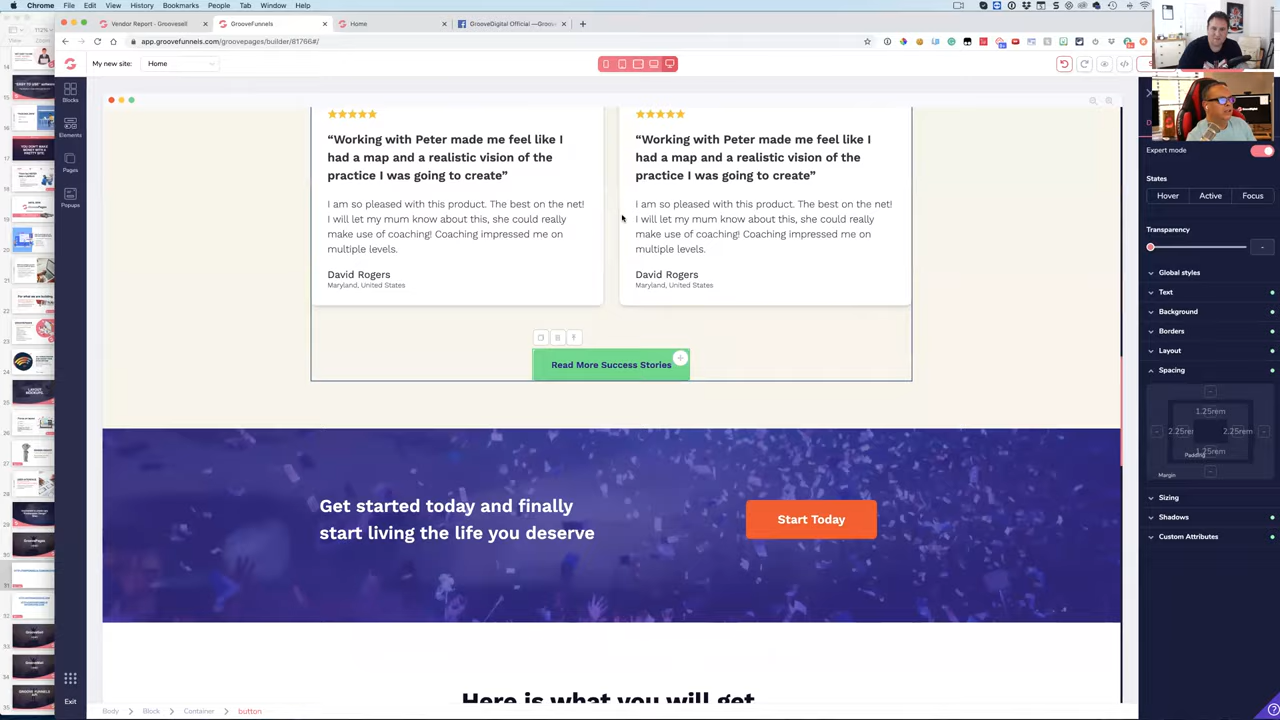 Chrome File Edit View History Bookmarks People Tab Window Help
112%
View Zoom
Vendor Report - Groovesell
GrooveFunnels
Home
GrooveDigital Official —Groov
app.groovefunnels.com/groovepages/builder/81766#/
My new site: Home
Blocks
Elements
Pages
Popups
Exit
“Working with Peter made me feel like I
had a map and a realistic vision of the
practice I was going to create”
I am so pleased with this product. The best on the net!
I will let my mum know about this, she could really
make use of coaching! Coaching impressed me on
multiple levels.
David Rogers
Maryland, United States
“Working with Peter made me feel like I
had a map and a realistic vision of the
practice I was going to create”
I am so pleased with this product. The best on the net!
I will let my mum know about this, she could really
make use of coaching! Coaching impressed me on
multiple levels.
David Rogers
Maryland, United States
Read More Success Stories
Get started today and finally
start living the life you deserve
Start Today
Here is what you will get
Body Block Container button
Expert mode
States
Hover Active Focus
Transparency
Global styles
Text
Background
Borders
Layout
Spacing
1.25rem
2.25rem 2.25rem
1.25rem
Padding
Margin
Sizing
Shadows
Custom Attributes